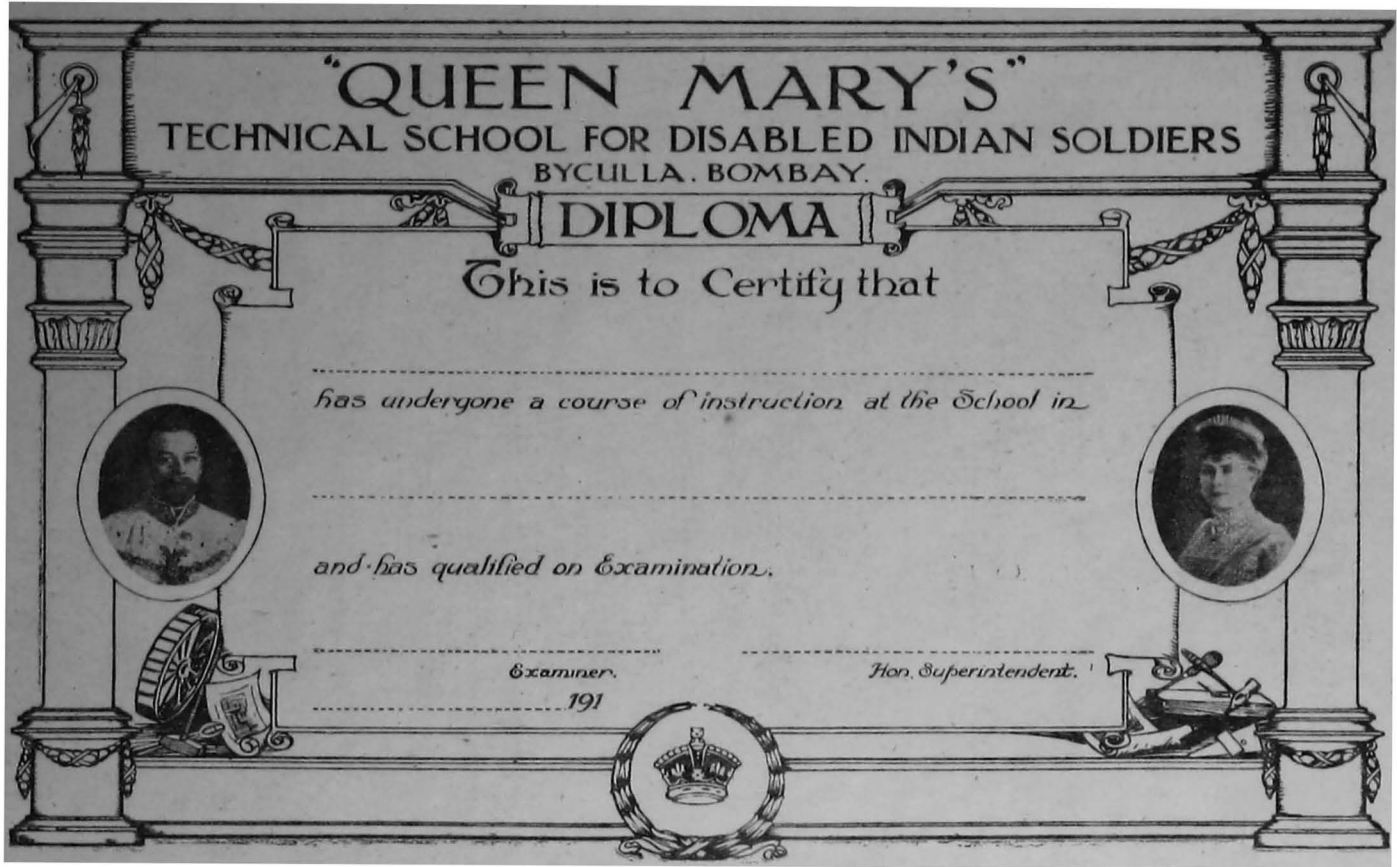 "QUEEN MARY'S"
TECHNICAL SCHOOL FOR DISABLED INDIAN SOLDIERS
BYCULLA. BOMBAY.
DIPLOMA
This is to Certify that
has undergone a course of instruction at the School in
and has qualified on Examination.
Examiner.
Hon. Superintendent.
191